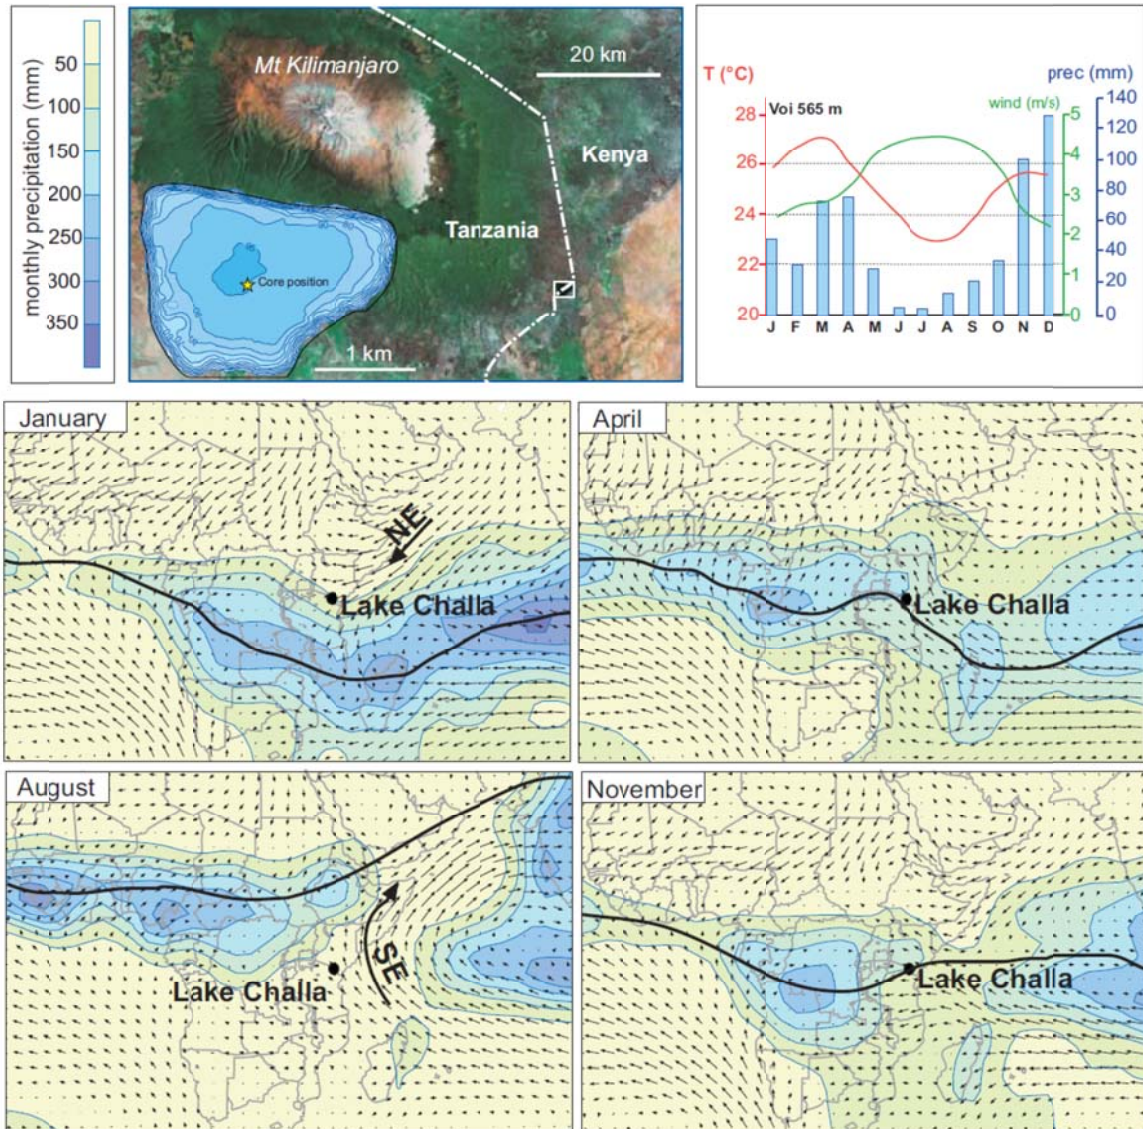 monthly precipitation (mm)
50
100
150
200
250
300
350
Mt Kilimanjaro
20 km
Kenya
Tanzania
Core position
1 km
T (°C)
prec (mm)
wind (m/s)
Voi 565 m
28
26
24
22
20
5
4
3
2
1
0
140
120
100
80
60
40
20
0
J F M A M J J A S O N D
January
NE
Lake Challa
April
Lake Challa
August
SE
Lake Challa
November
Lake Challa